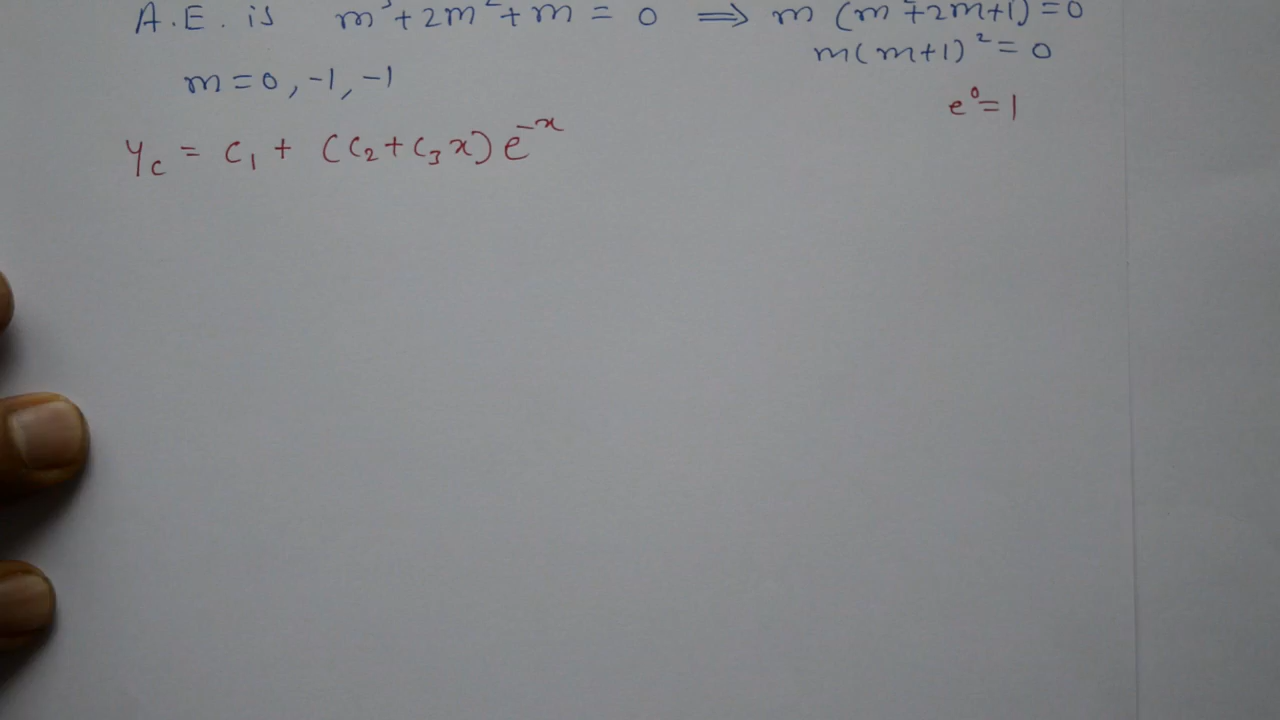 A.E. is m³+2m²+m = 0 ⟹ m (m²+2m+1)=0
m(m+1)²=0
m=0, -1, -1
e⁰=1
y_c = c₁ + (c₂+c₃x)e^{-x}